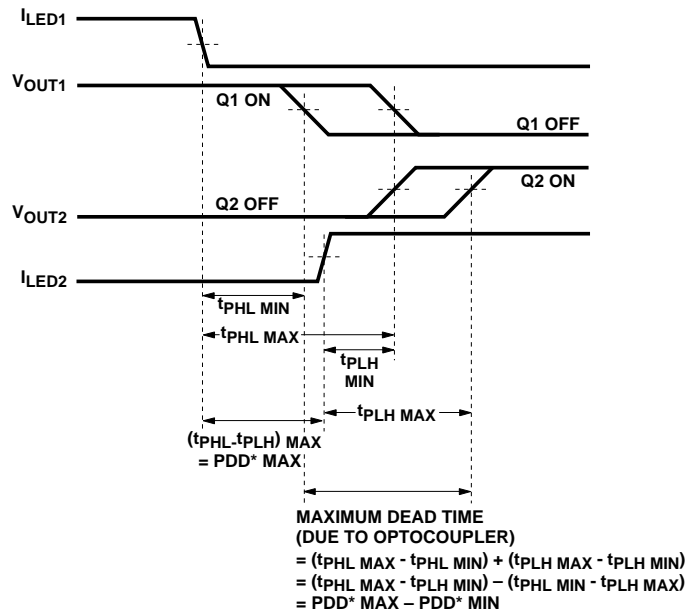 ILED1
VOUT1
Q1 ON
Q1 OFF
Q2 OFF
Q2 ON
VOUT2
ILED2
tPHL MIN
tPHL MAX
tPLH
MIN
tPLH MAX
(tPHL-tPLH) MAX
= PDD* MAX
MAXIMUM DEAD TIME
(DUE TO OPTOCOUPLER)
= (tPHL MAX - tPHL MIN) + (tPLH MAX - tPLH MIN)
= (tPHL MAX - tPLH MIN) – (tPHL MIN - tPLH MAX)
= PDD* MAX – PDD* MIN